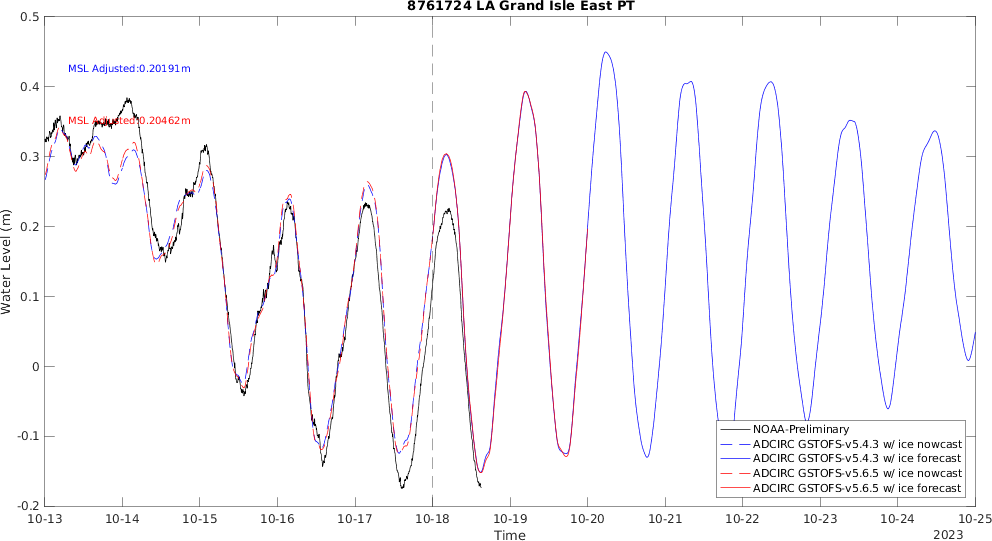 8761724 LA Grand Isle East PT
0.5
0.4
0.3
0.2
0.1
0
-0.1
-0.2
Water Level (m)
MSL Adjusted:0.20191m
MSL Adjusted:0.20462m
NOAA-Preliminary
ADCIRC GSTOFS-v5.4.3 w/ ice nowcast
ADCIRC GSTOFS-v5.4.3 w/ ice forecast
ADCIRC GSTOFS-v5.6.5 w/ ice nowcast
ADCIRC GSTOFS-v5.6.5 w/ ice forecast
10-13 10-14 10-15 10-16 10-17 10-18 10-19 10-20 10-21 10-22 10-23 10-24 10-25
Time
2023